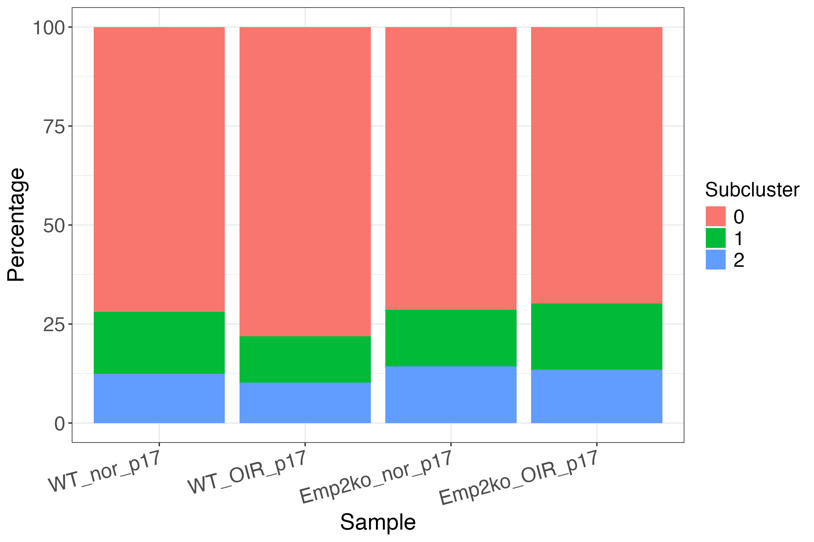 100
75
50
25
0
Percentage
WT_nor_p17
WT_OIR_p17
Emp2ko_nor_p17
Emp2ko_OIR_p17
Sample
Subcluster
0
1
2